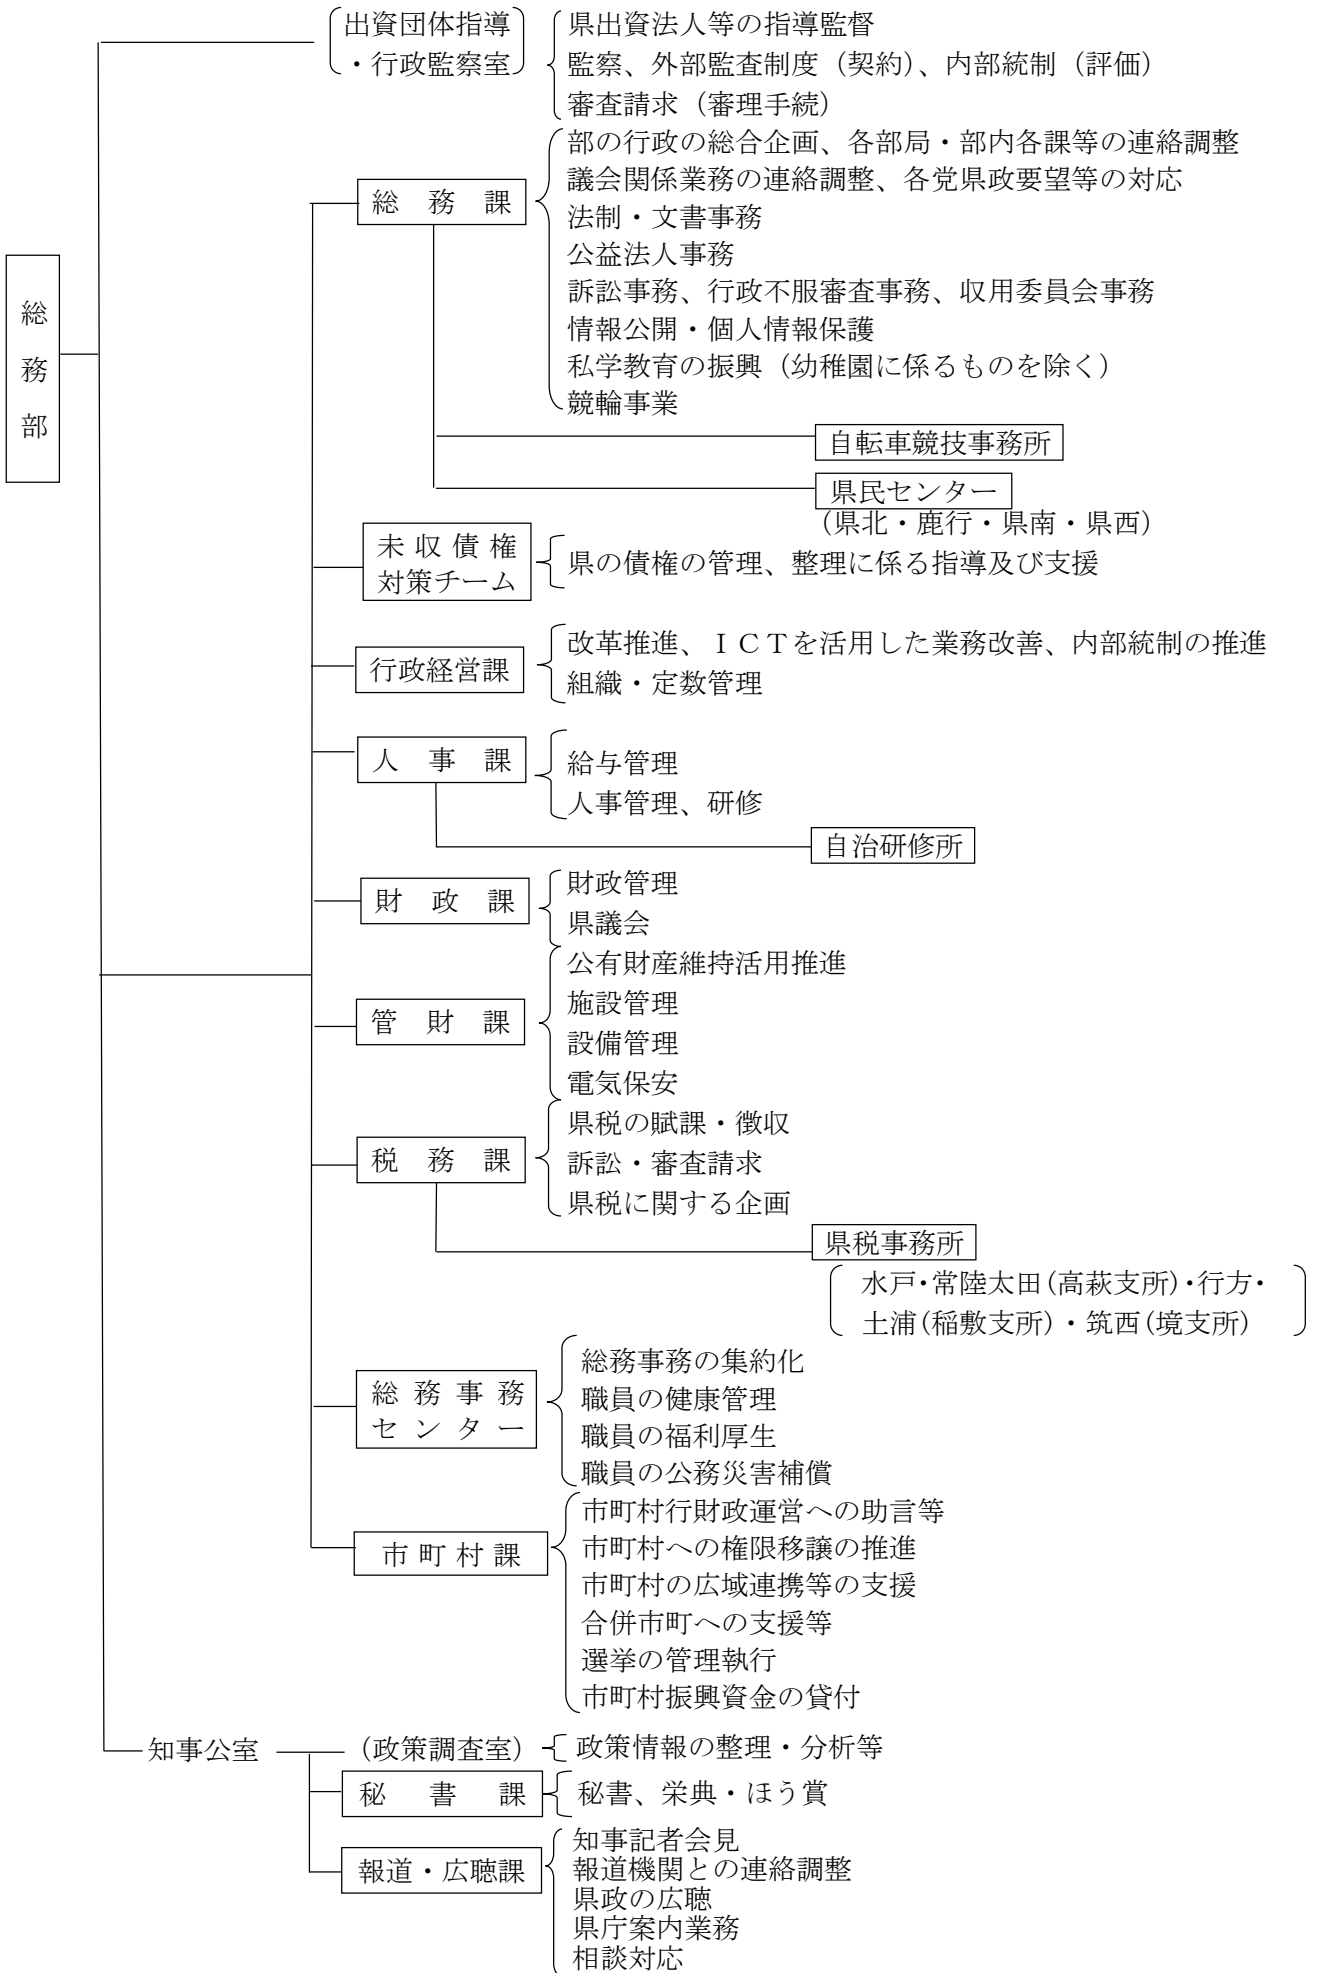 総務部
出資団体指導
・行政監察室
県出資法人等の指導監督
監察、外部監査制度（契約）、内部統制（評価）
審査請求（審理手続）
総務課
部の行政の総合企画、各部局・部内各課等の連絡調整
議会関係業務の連絡調整、各党県政要望等の対応
法制・文書事務
公益法人事務
訴訟事務、行政不服審査事務、収用委員会事務
情報公開・個人情報保護
私学教育の振興（幼稚園に係るものを除く）
競輪事業
自転車競技事務所
県民センター
（県北・鹿行・県南・県西）
未収債権
対策チーム
県の債権の管理、整理に係る指導及び支援
行政経営課
改革推進、ＩＣＴを活用した業務改善、内部統制の推進
組織・定数管理
人事課
給与管理
人事管理、研修
自治研修所
財政課
財政管理
県議会
管財課
公有財産維持活用推進
施設管理
設備管理
電気保安
税務課
県税の賦課・徴収
訴訟・審査請求
県税に関する企画
県税事務所
水戸・常陸太田(高萩支所)・行方・
土浦(稲敷支所)・筑西(境支所)
総務事務
センター
総務事務の集約化
職員の健康管理
職員の福利厚生
職員の公務災害補償
市町村課
市町村行財政運営への助言等
市町村への権限移譲の推進
市町村の広域連携等の支援
合併市町への支援等
選挙の管理執行
市町村振興資金の貸付
知事公室
（政策調査室）
政策情報の整理・分析等
秘書課
秘書、栄典・ほう賞
報道・広聴課
知事記者会見
報道機関との連絡調整
県政の広聴
県庁案内業務
相談対応